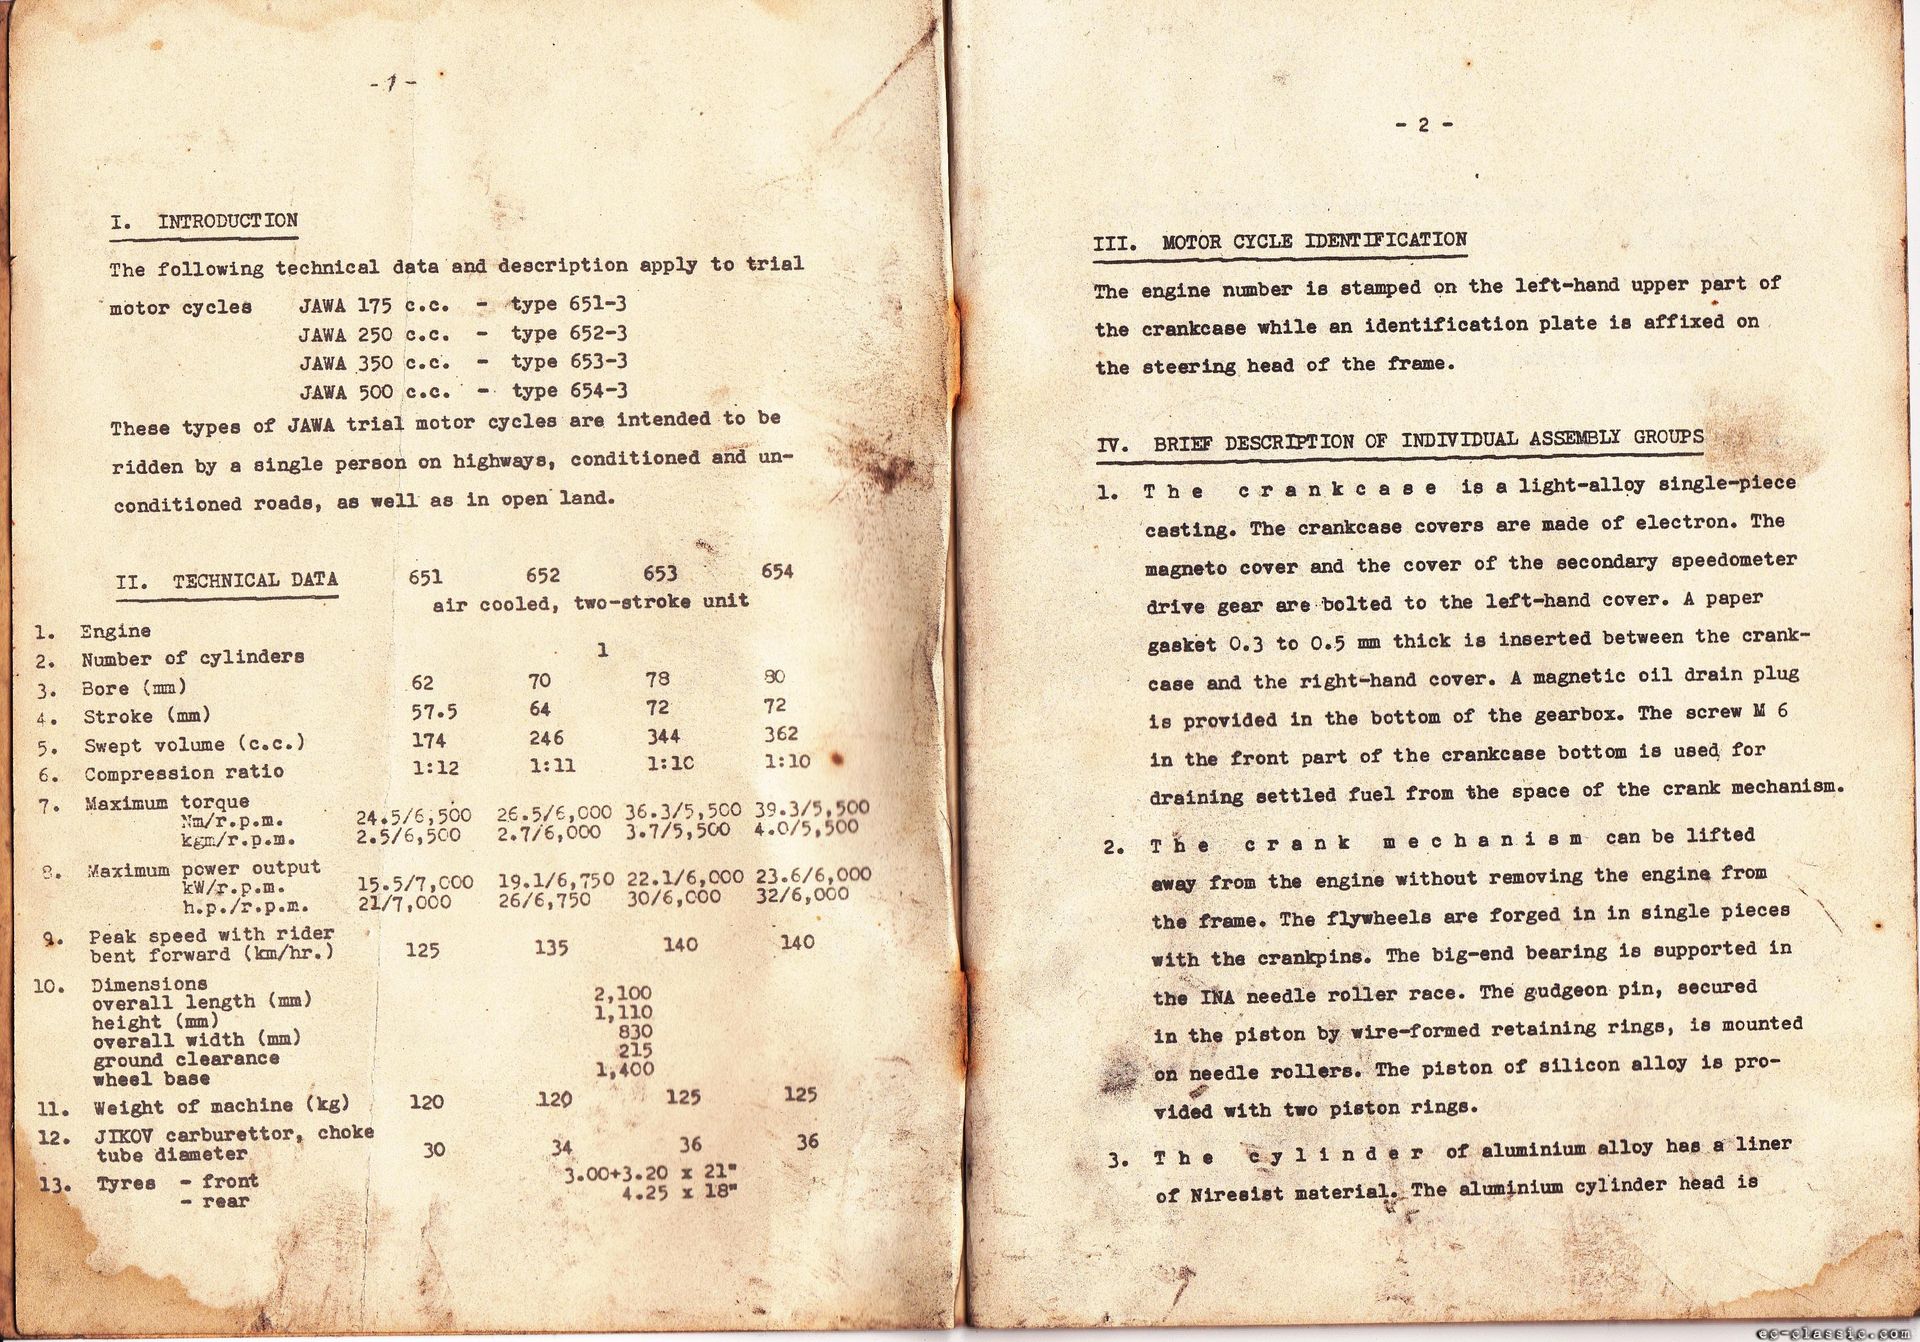 - 1 -
I. INTRODUCTION
The following technical data and description apply to trial
motor cycles JAWA 175 c.c. - type 651-3
JAWA 250 c.c. - type 652-3
JAWA 350 c.c. - type 653-3
JAWA 500 c.c. - type 654-3
These types of JAWA trial motor cycles are intended to be
ridden by a single person on highways, conditioned and un-
conditioned roads, as well as in open land.
II. TECHNICAL DATA 651 652 653 654
air cooled, two-stroke unit
1. Engine
2. Number of cylinders 1
3. Bore (mm) 62 70 78 80
4. Stroke (mm) 57.5 64 72 72
5. Swept volume (c.c.) 174 246 344 362
6. Compression ratio 1:12 1:11 1:10 1:10
7. Maximum torque
Nm/r.p.m. 24.5/6,500 26.5/6,000 36.3/5,500 39.3/5,500
kgm/r.p.m. 2.5/6,500 2.7/6,000 3.7/5,500 4.0/5,500
8. Maximum power output
kW/r.p.m. 15.5/7,000 19.1/6,750 22.1/6,000 23.6/6,000
h.p./r.p.m. 21/7,000 26/6,750 30/6,000 32/6,000
9. Peak speed with rider
bent forward (km/hr.) 125 135 140 140
10. Dimensions
overall length (mm) 2,100
height (mm) 1,110
overall width (mm) 830
ground clearance 215
wheel base 1,400
11. Weight of machine (kg) 120 120 125 125
12. JIKOV carburettor, choke
tube diameter 30 34 36 36
13. Tyres - front 3.00+3.20 x 21"
- rear 4.25 x 18"
- 2 -
III. MOTOR CYCLE IDENTIFICATION
The engine number is stamped on the left-hand upper part of
the crankcase while an identification plate is affixed on
the steering head of the frame.
IV. BRIEF DESCRIPTION OF INDIVIDUAL ASSEMBLY GROUPS
1. T h e c r a n k c a s e is a light-alloy single-piece
casting. The crankcase covers are made of electron. The
magneto cover and the cover of the secondary speedometer
drive gear are bolted to the left-hand cover. A paper
gasket 0.3 to 0.5 mm thick is inserted between the crank-
case and the right-hand cover. A magnetic oil drain plug
is provided in the bottom of the gearbox. The screw M 6
in the front part of the crankcase bottom is used for
draining settled fuel from the space of the crank mechanism.
2. T h e c r a n k m e c h a n i s m can be lifted
away from the engine without removing the engine from
the frame. The flywheels are forged in in single pieces
with the crankpins. The big-end bearing is supported in
the INA needle roller race. The gudgeon pin, secured
in the piston by wire-formed retaining rings, is mounted
on needle rollers. The piston of silicon alloy is pro-
vided with two piston rings.
3. T h e c y l i n d e r of aluminium alloy has a liner
of Niresist material. The aluminium cylinder head is
ec-classic.com